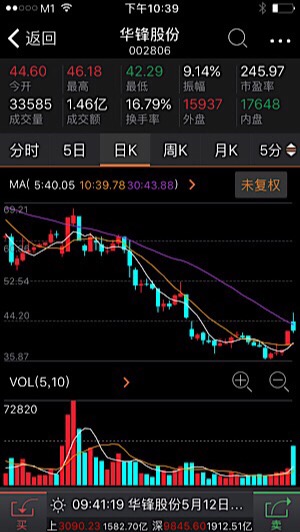 M1 下午10:39
返回 华锋股份
002806
44.60 46.18 42.29 9.14% 245.97
今开 最高 最低 振幅 市盈率
33585 1.46亿 16.79% 15937 17648
成交量 成交额 换手率 外盘 内盘
分时 5日 日K 周K 月K 5分
MA( 5:40.05 10:39.78 30:43.88 ) 未复权
69.21
52.54
44.20
35.87
VOL(5,10)
72820
买 09:41:19 华锋股份5月12日... 卖
上3090.23 1582.70亿 深9845.60 1912.51亿